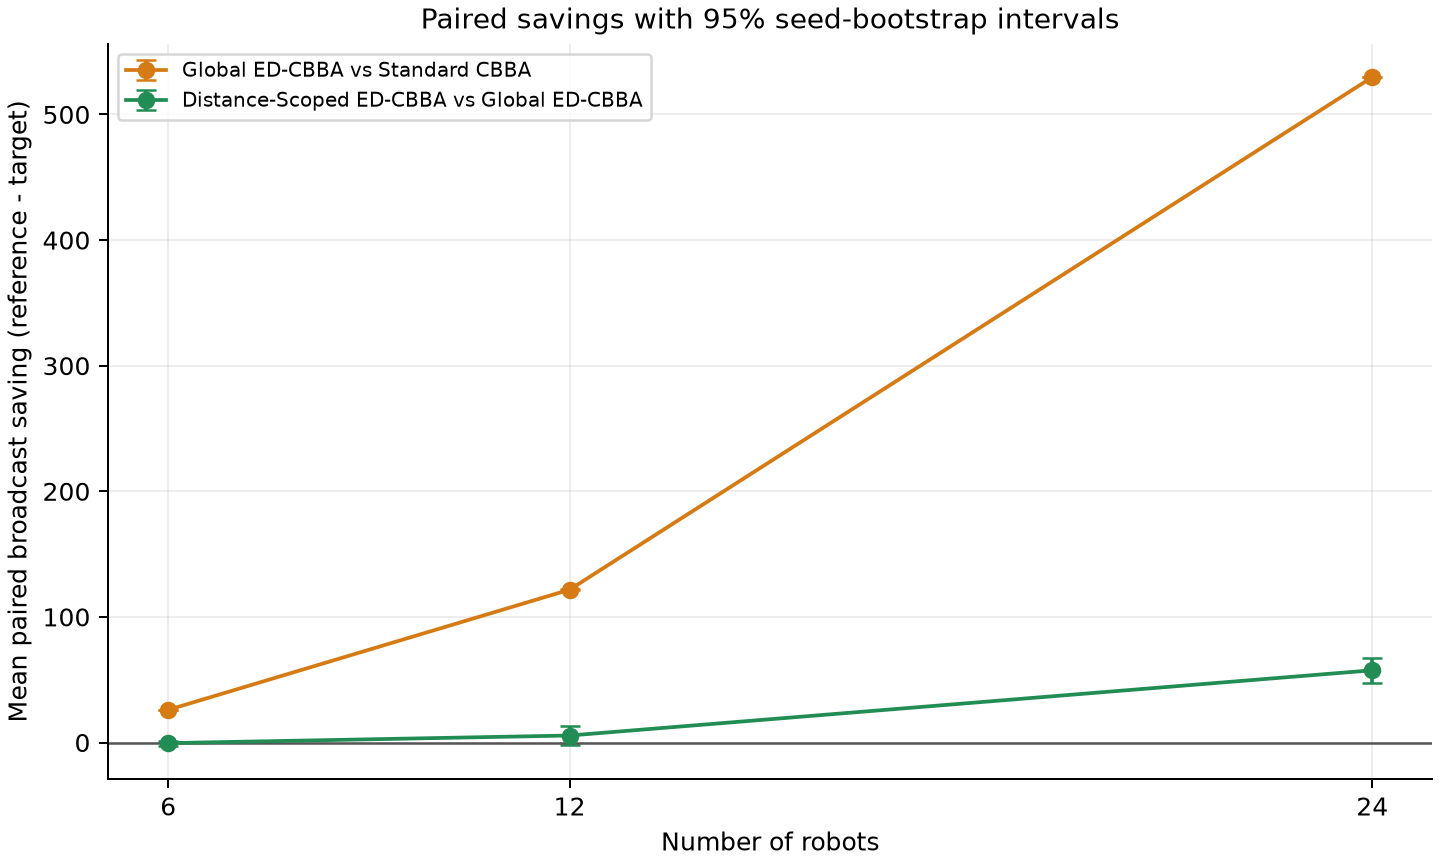 Paired savings with 95% seed-bootstrap intervals
Global ED-CBBA vs Standard CBBA
Distance-Scoped ED-CBBA vs Global ED-CBBA
Mean paired broadcast saving (reference - target)
500
400
300
200
100
0
6
12
24
Number of robots